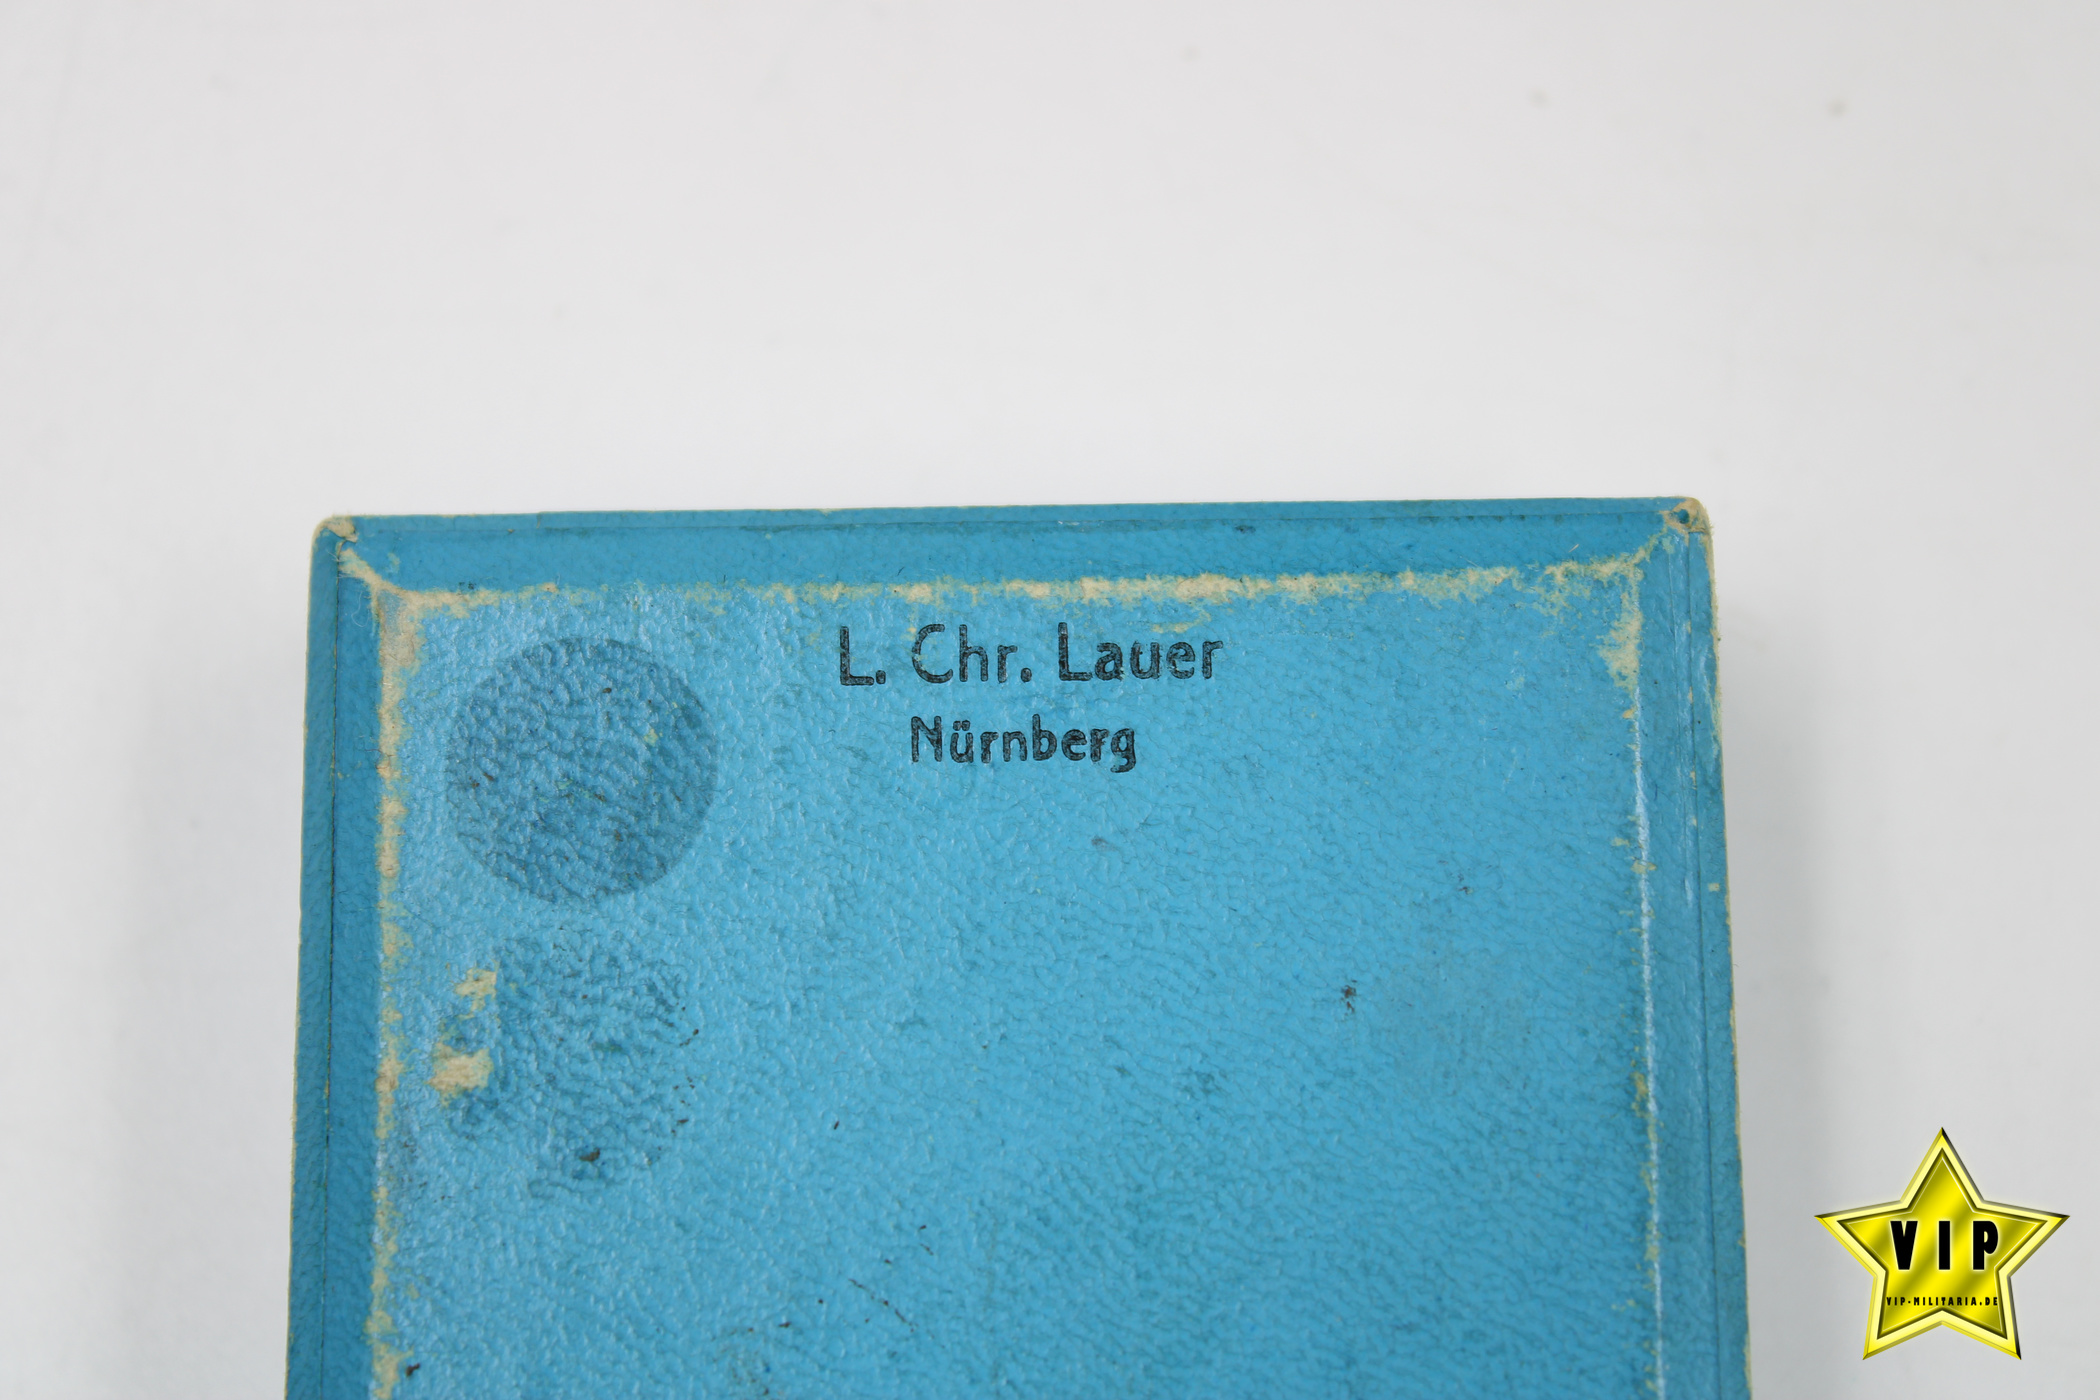 L. Chr. Lauer
Nürnberg
VIP
VIP-MILITARIA.DE